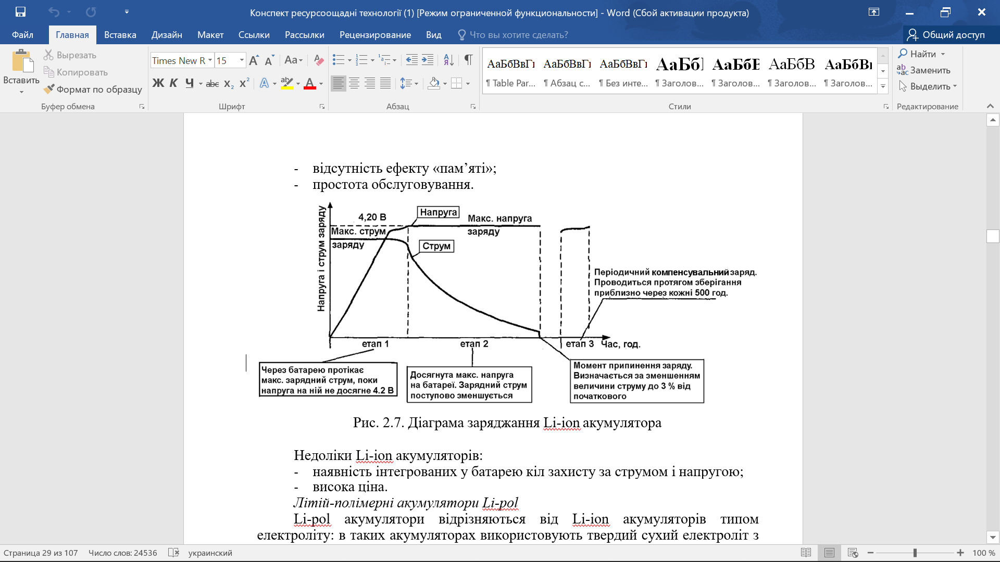 Конспект ресурсоощадні технології (1) [Режим ограниченной функциональности] - Word (Сбой активации продукта)
Файл Главная Вставка Дизайн Макет Ссылки Рассылки Рецензирование Вид Что вы хотите сделать? Общий доступ
Вставить
Вырезать
Копировать
Формат по образцу
Буфер обмена
Times New R 15
Ж К Ч abc x₂ x²
Шрифт
Абзац
АаБбВвГг АаБбВвГг АаБбВвГг АаБб АаБбВ АаБбВ АаБбВв
¶ Table Par... ¶ Абзац с... ¶ Без инте... ¶ Заголов... ¶ Заголов... ¶ Заголов... ¶ Заголов...
Стили
Найти
Заменить
Выделить
Редактирование
- відсутність ефекту «пам’яті»;
- простота обслуговування.
Напруга і струм заряду
4,20 В
Напруга
Макс. напруга
заряду
Макс. струм
заряду
Струм
Періодичний компенсувальний заряд.
Проводиться протягом зберігання
приблизно через кожні 500 год.
етап 1 етап 2 етап 3 Час, год.
Через батарею протікає
макс. зарядний струм, поки
напруга на ній не досягне 4.2 В
Досягнута макс. напруга
на батареї. Зарядний струм
поступово зменшується
Момент припинення заряду.
Визначається за зменшенням
величини струму до 3 % від
початкового
Рис. 2.7. Діаграма заряджання Li-ion акумулятора
Недоліки Li-ion акумуляторів:
- наявність інтегрованих у батарею кіл захисту за струмом і напругою;
- висока ціна.
Літій-полімерні акумулятори Li-pol
Li-pol акумулятори відрізняються від Li-ion акумуляторів типом
електроліту: в таких акумуляторах використовують твердий сухий електроліт з
Страница 29 из 107 Число слов: 24536 украинский 100 %